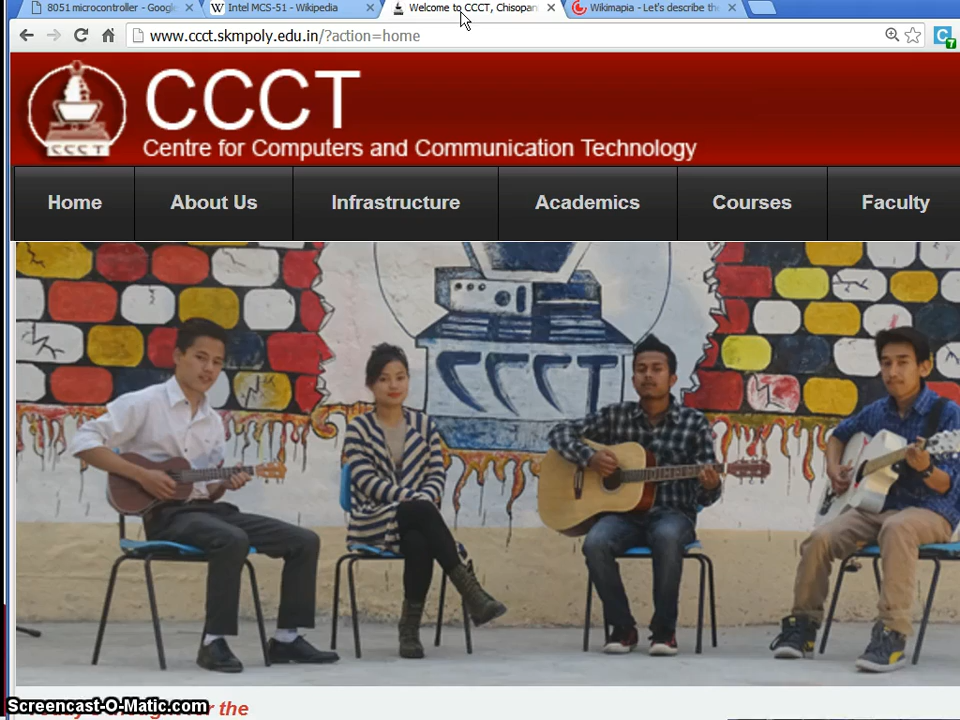 8051 microcontroller - Google
Intel MCS-51 - Wikipedia
Welcome to CCCT, Chisopan
Wikimapia - Let's describe the
www.ccct.skmpoly.edu.in/?action=home
C
7
CCCT
CCCT
Centre for Computers and Communication Technology
Home
About Us
Infrastructure
Academics
Courses
Faculty
CCCT
Screencast-O-Matic.com
for the